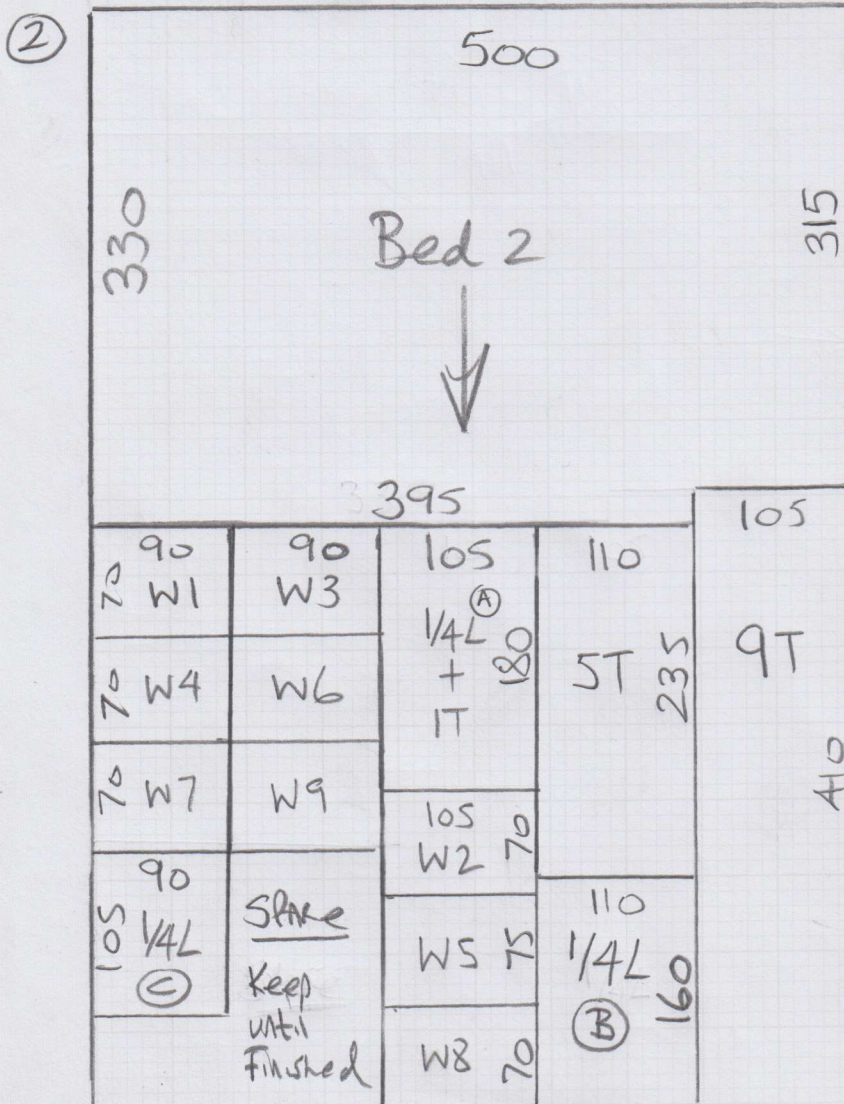 2
500
330
Bed 2
315
395
90
70 W1
90
W3
105
1/4L A
+
1T
180
110
5T
235
105
9T
410
70 W4
W6
70 W7
W9
105
W2 70
90
105 1/4L
C
SPARE
Keep
until
Finished
W5 75
W8 70
110
1/4L
B
160